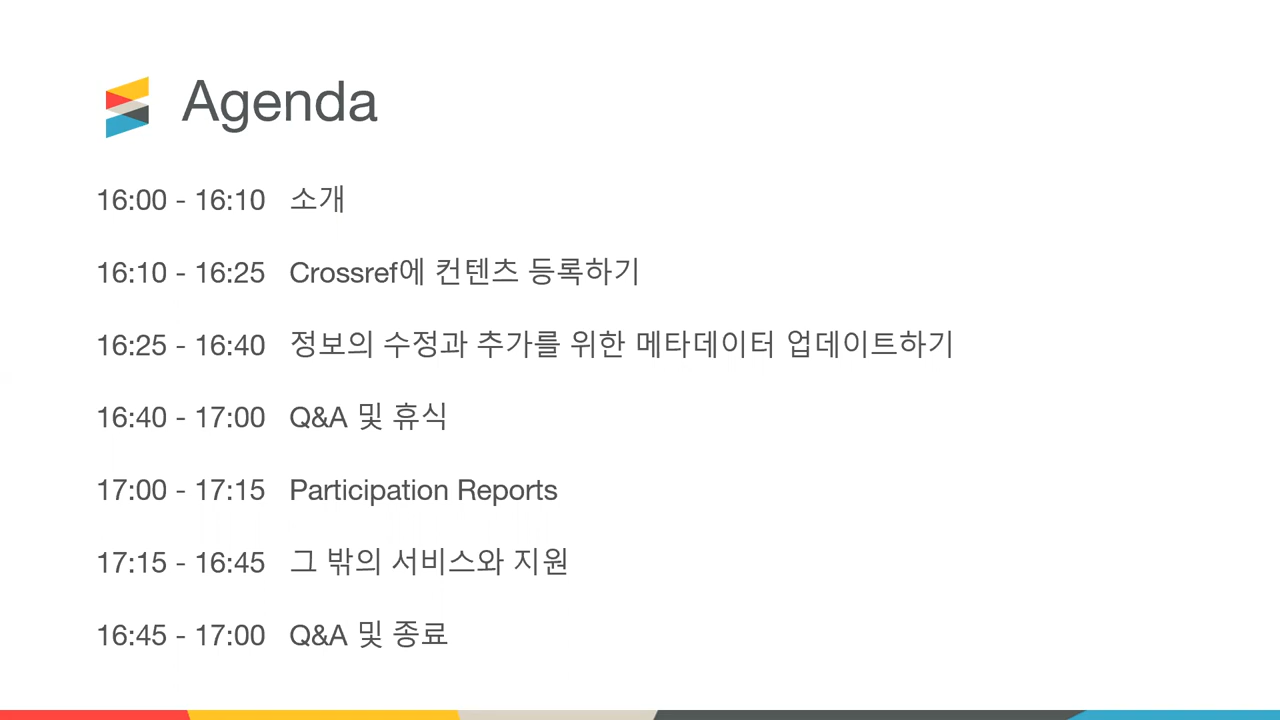 Agenda
16:00 - 16:10 소개
16:10 - 16:25 Crossref에 컨텐츠 등록하기
16:25 - 16:40 정보의 수정과 추가를 위한 메타데이터 업데이트하기
16:40 - 17:00 Q&A 및 휴식
17:00 - 17:15 Participation Reports
17:15 - 16:45 그 밖의 서비스와 지원
16:45 - 17:00 Q&A 및 종료